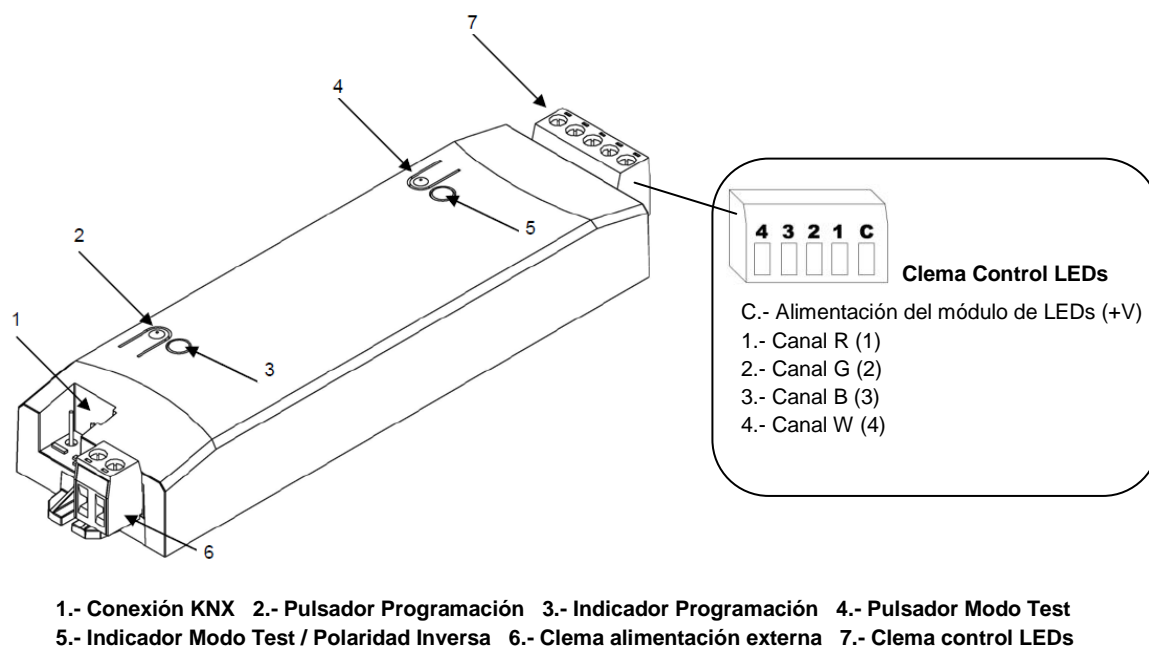 7
4
5
2
3
1
6
4 3 2 1 C
Clema Control LEDs
C.- Alimentación del módulo de LEDs (+V)
1.- Canal R (1)
2.- Canal G (2)
3.- Canal B (3)
4.- Canal W (4)
1.- Conexión KNX 2.- Pulsador Programación 3.- Indicador Programación 4.- Pulsador Modo Test
5.- Indicador Modo Test / Polaridad Inversa 6.- Clema alimentación externa 7.- Clema control LEDs